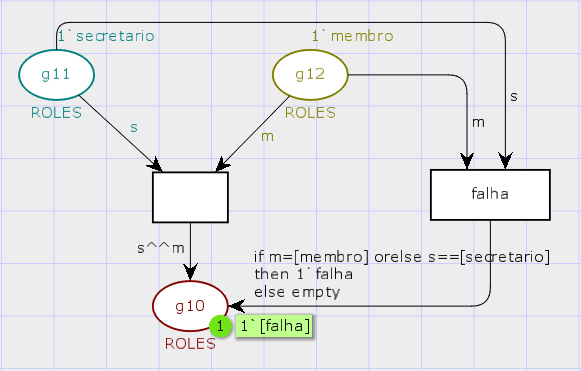 1`secretario
1`membro
g11
g12
ROLES
ROLES
s
m
m
s
falha
s^^m
if m=[membro] orelse s==[secretario]
then 1`falha
else empty
g10
1
1`[falha]
ROLES